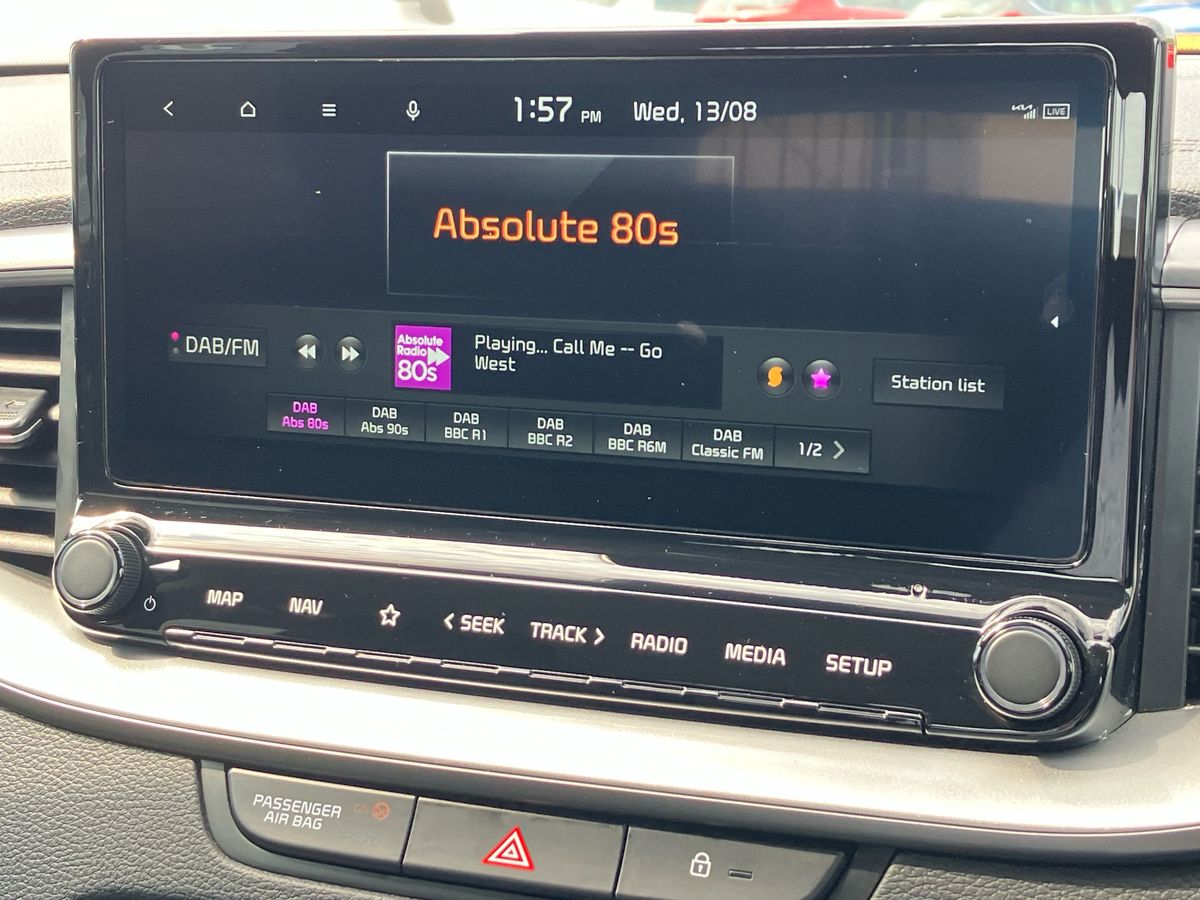 1:57 PM Wed, 13/08
LIVE
Absolute 80s
DAB/FM
Absolute
Radio
80s
Playing... Call Me -- Go
West
Station list
DAB
Abs 80s
DAB
Abs 90s
DAB
BBC R1
DAB
BBC R2
DAB
BBC R6M
DAB
Classic FM
1/2
MAP
NAV
SEEK
TRACK
RADIO
MEDIA
SETUP
PASSENGER
AIR BAG
ON